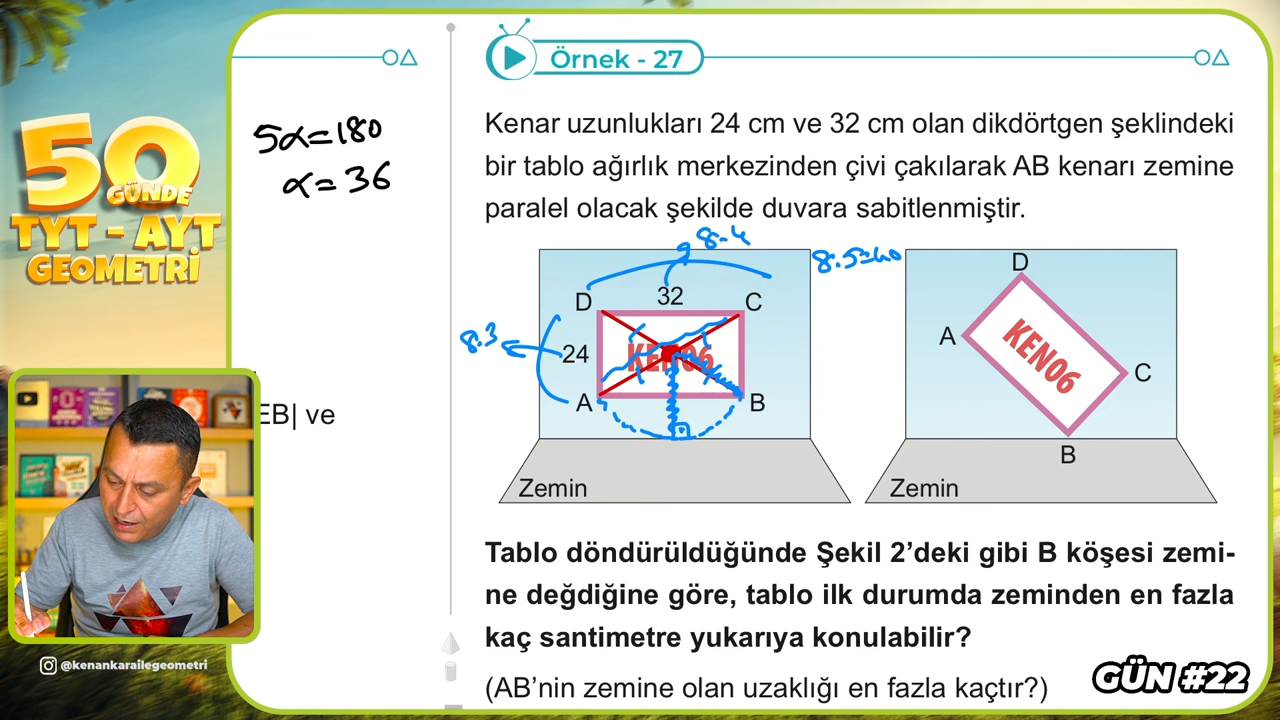 50
GÜNDE
TYT - AYT
GEOMETRİ
5α=180
α=36
EB| ve
@kenankarailegeometri
Örnek - 27
Kenar uzunlukları 24 cm ve 32 cm olan dikdörtgen şeklindeki
bir tablo ağırlık merkezinden çivi çakılarak AB kenarı zemine
paralel olacak şekilde duvara sabitlenmiştir.
8.4
8.5=40
D
32
C
8.3
24
KEN06
A
B
Zemin
D
A
KEN06
C
B
Zemin
Tablo döndürüldüğünde Şekil 2’deki gibi B köşesi zemi-
ne değdiğine göre, tablo ilk durumda zeminden en fazla
kaç santimetre yukarıya konulabilir?
(AB’nin zemine olan uzaklığı en fazla kaçtır?)
GÜN #22